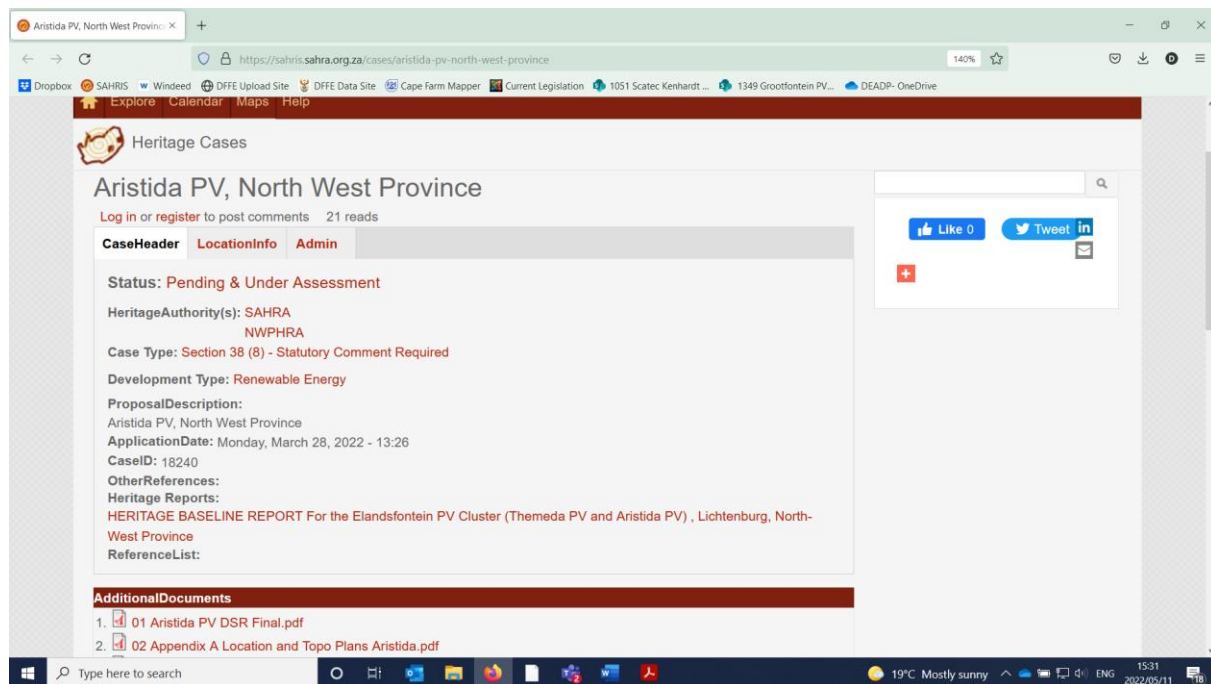 Aristida PV, North West Provinc
https://sahris.sahra.org.za/cases/aristida-pv-north-west-province
140%
Dropbox SAHRIS Windeed DFFE Upload Site DFFE Data Site Cape Farm Mapper Current Legislation 1051 Scatec Kenhardt ... 1349 Grootfontein PV... DEADP- OneDrive
Explore Calendar Maps Help
Heritage Cases
Aristida PV, North West Province
Log in or register to post comments 21 reads
Like 0 Tweet in
CaseHeader LocationInfo Admin
Status: Pending & Under Assessment
HeritageAuthority(s): SAHRA
NWPHRA
Case Type: Section 38 (8) - Statutory Comment Required
Development Type: Renewable Energy
ProposalDescription:
Aristida PV, North West Province
ApplicationDate: Monday, March 28, 2022 - 13:26
CaseID: 18240
OtherReferences:
Heritage Reports:
HERITAGE BASELINE REPORT For the Elandsfontein PV Cluster (Themeda PV and Aristida PV) , Lichtenburg, North-
West Province
ReferenceList:
AdditionalDocuments
1. 01 Aristida PV DSR Final.pdf
2. 02 Appendix A Location and Topo Plans Aristida.pdf
Type here to search
19°C Mostly sunny ENG 15:31
2022/05/11 18